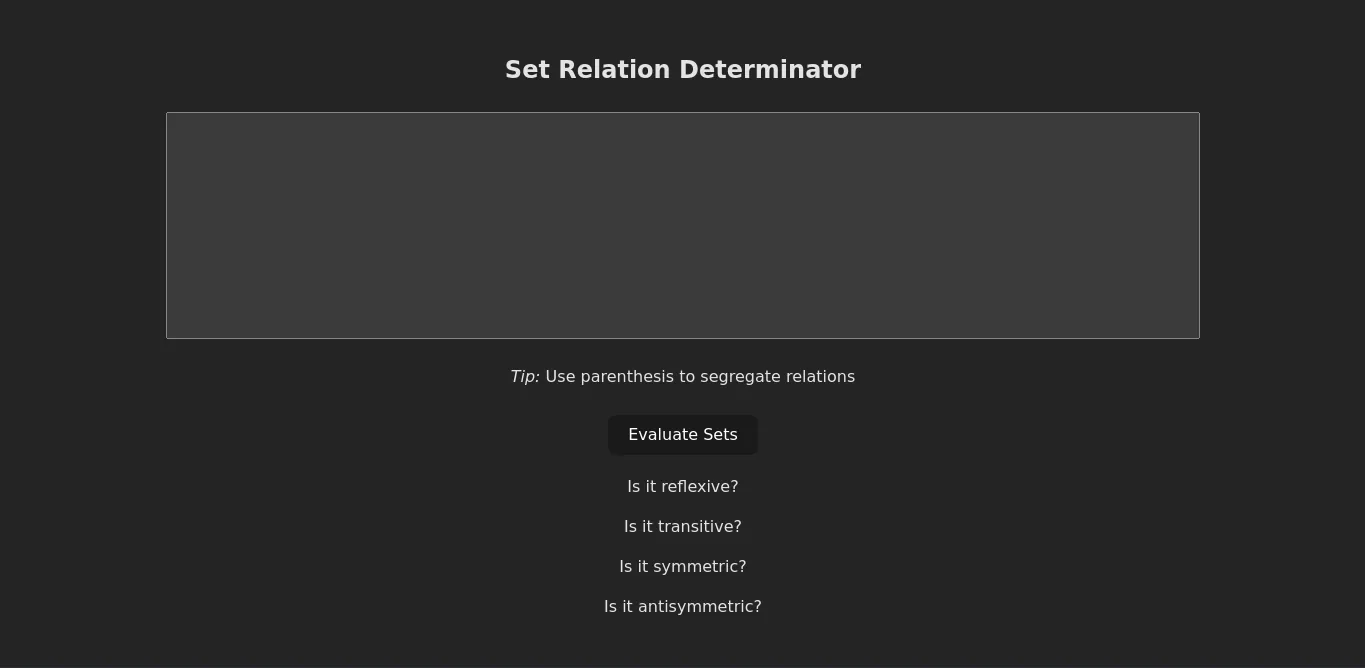 Set Relation Determinator
Tip: Use parenthesis to segregate relations
Evaluate Sets
Is it reflexive?
Is it transitive?
Is it symmetric?
Is it antisymmetric?